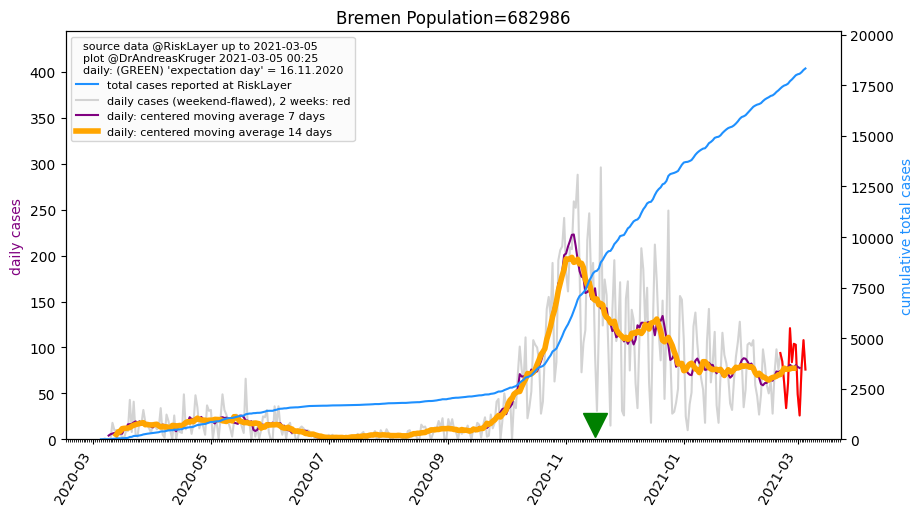 Bremen Population=682986
source data @RiskLayer up to 2021-03-05
plot @DrAndreasKruger 2021-03-05 00:25
daily: (GREEN) 'expectation day' = 16.11.2020
total cases reported at RiskLayer
daily cases (weekend-flawed), 2 weeks: red
daily: centered moving average 7 days
daily: centered moving average 14 days
daily cases
400
350
300
250
200
150
100
50
0
cumulative total cases
20000
17500
15000
12500
10000
7500
5000
2500
0
2020-03
2020-05
2020-07
2020-09
2020-11
2021-01
2021-03